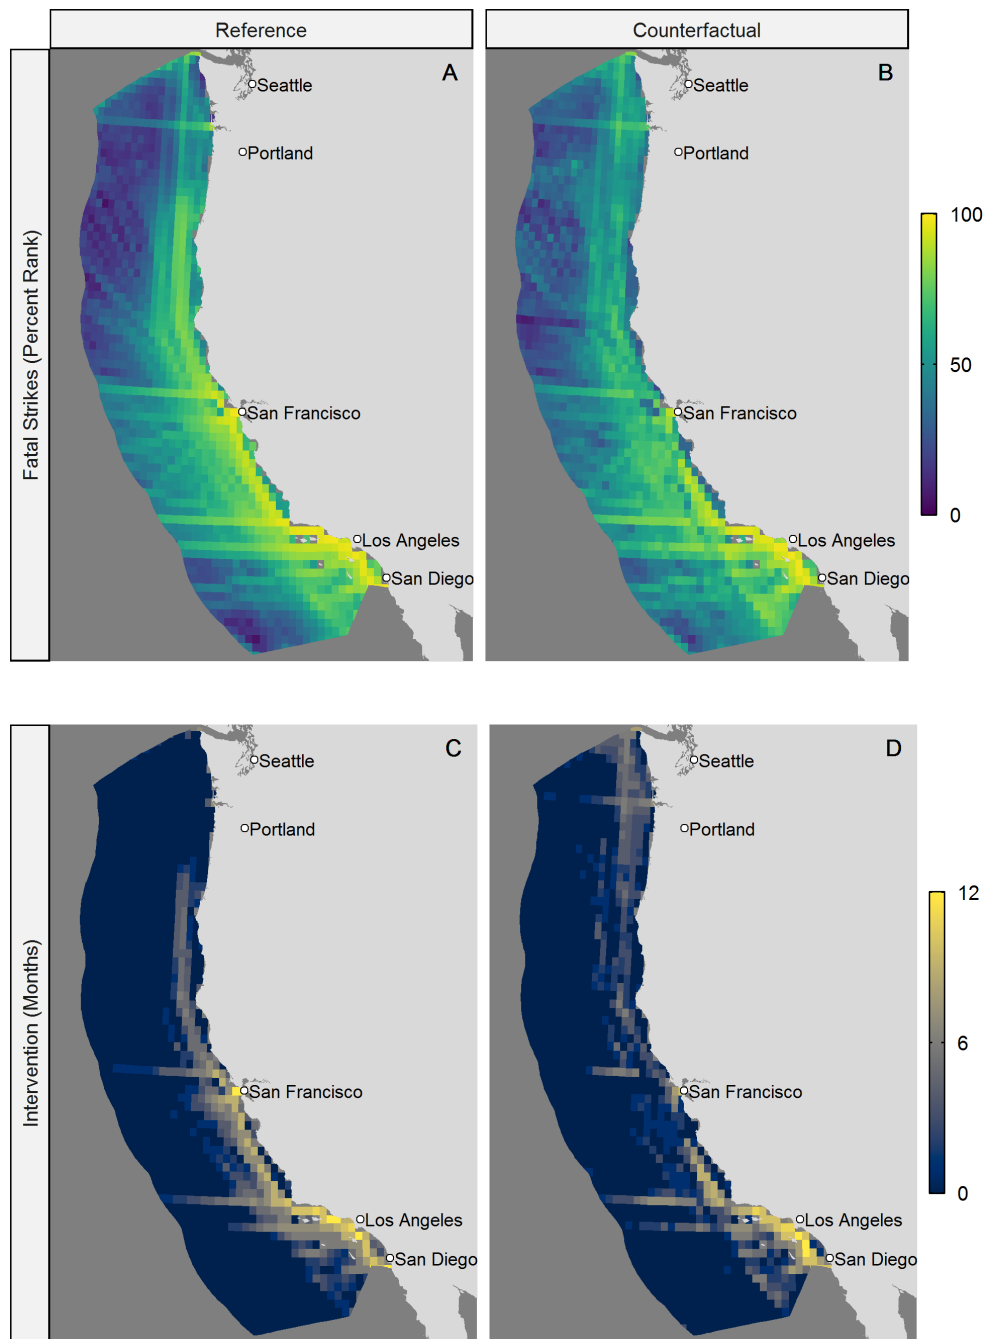 Reference
Counterfactual
Fatal Strikes (Percent Rank)
A
Seattle
Portland
San Francisco
Los Angeles
San Diego
B
Seattle
Portland
San Francisco
Los Angeles
San Diego
100
50
0
Intervention (Months)
C
Seattle
Portland
San Francisco
Los Angeles
San Diego
D
Seattle
Portland
San Francisco
Los Angeles
San Diego
12
6
0